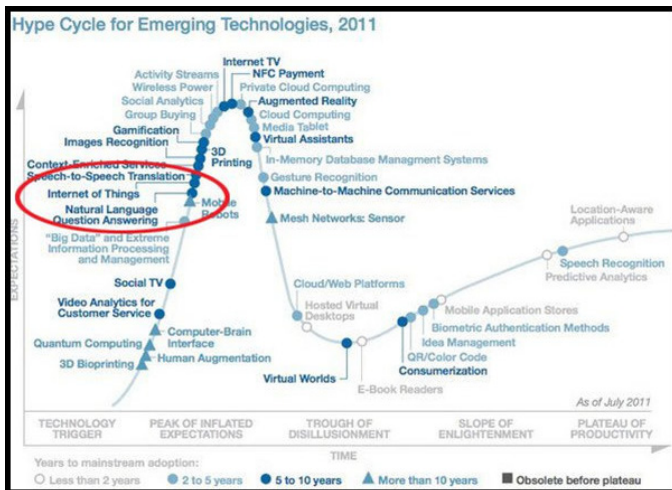 Hype Cycle for Emerging Technologies, 2011
Internet TV
NFC Payment
Activity Streams
Private Cloud Computing
Wireless Power
Augmented Reality
Social Analytics
Cloud Computing
Group Buying
Media Tablet
Gamification
Virtual Assistants
Images Recognition
3D
Printing
In-Memory Database Managment Systems
Context-Enriched Services
Speech-to-Speech Translation
Gesture Recognition
Internet of Things
Machine-to-Machine Communication Services
Natural Language
Question Answering
Mobile
Robots
Mesh Networks: Sensor
"Big Data" and Extreme
Information Processing
and Management
Location-Aware
Applications
Speech Recognition
Predictive Analytics
Social TV
Cloud/Web Platforms
Video Analytics for
Customer Service
Hosted Virtual
Desktops
Mobile Application Stores
Computer-Brain
Interface
Biometric Authentication Methods
Quantum Computing
Idea Management
3D Bioprinting
Human Augmentation
QR/Color Code
Virtual Worlds
Consumerization
E-Book Readers
EXPECTATIONS
As of July 2011
TECHNOLOGY
TRIGGER
PEAK OF INFLATED
EXPECTATIONS
TROUGH OF
DISILLUSIONMENT
SLOPE OF
ENLIGHTENMENT
PLATEAU OF
PRODUCTIVITY
TIME
Years to mainstream adoption:
Less than 2 years
2 to 5 years
5 to 10 years
More than 10 years
Obsolete before plateau